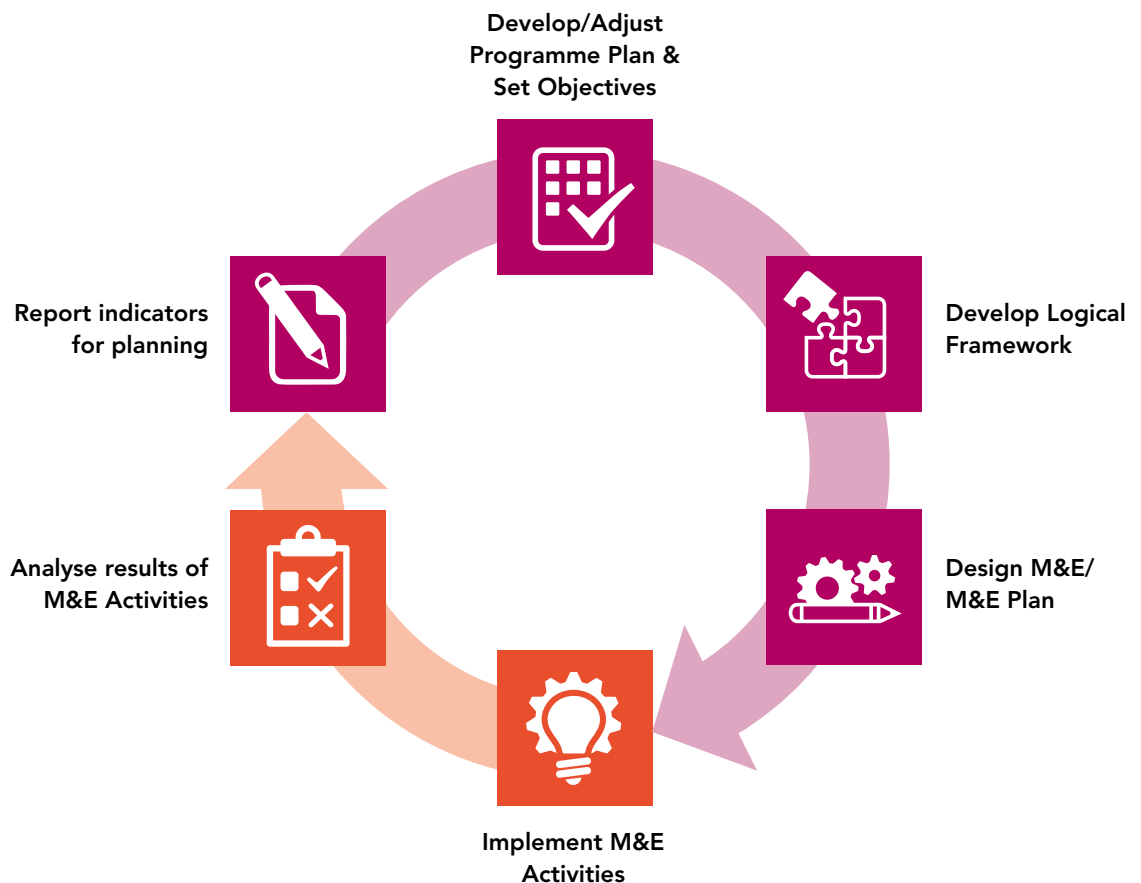 Develop/Adjust
Programme Plan &
Set Objectives
Develop Logical
Framework
Design M&E/
M&E Plan
Implement M&E
Activities
Analyse results of
M&E Activities
Report indicators
for planning